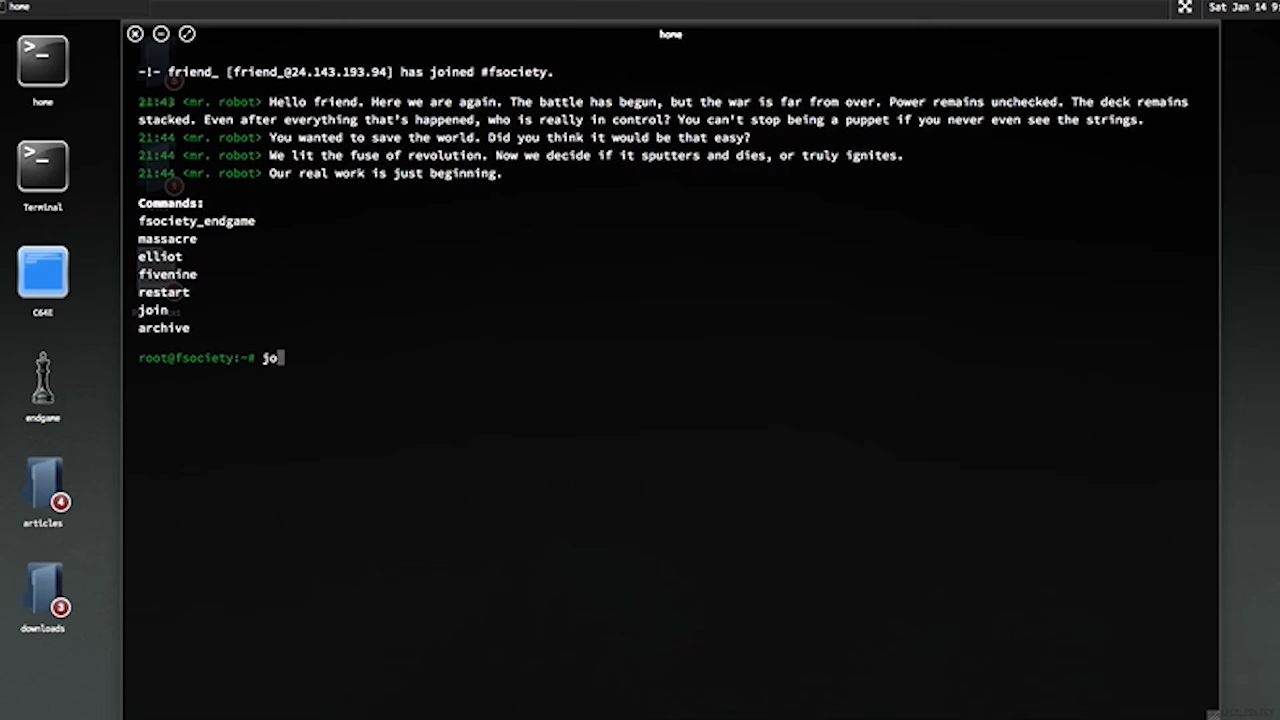 home
Sat Jan 14 9:
home
-!- friend_ [friend_@24.143.193.94] has joined #fsociety.
21:43 <mr. robot> Hello friend. Here we are again. The battle has begun, but the war is far from over. Power remains unchecked. The deck remains
stacked. Even after everything that's happened, who is really in control? You can't stop being a puppet if you never even see the strings.
21:44 <mr. robot> You wanted to save the world. Did you think it would be that easy?
21:44 <mr. robot> We lit the fuse of revolution. Now we decide if it sputters and dies, or truly ignites.
21:44 <mr. robot> Our real work is just beginning.
Commands:
fsociety_endgame
massacre
elliot
fivenine
restart
join
archive
root@fsociety:~# jo
home
Terminal
C64E
endgame
4
articles
3
downloads